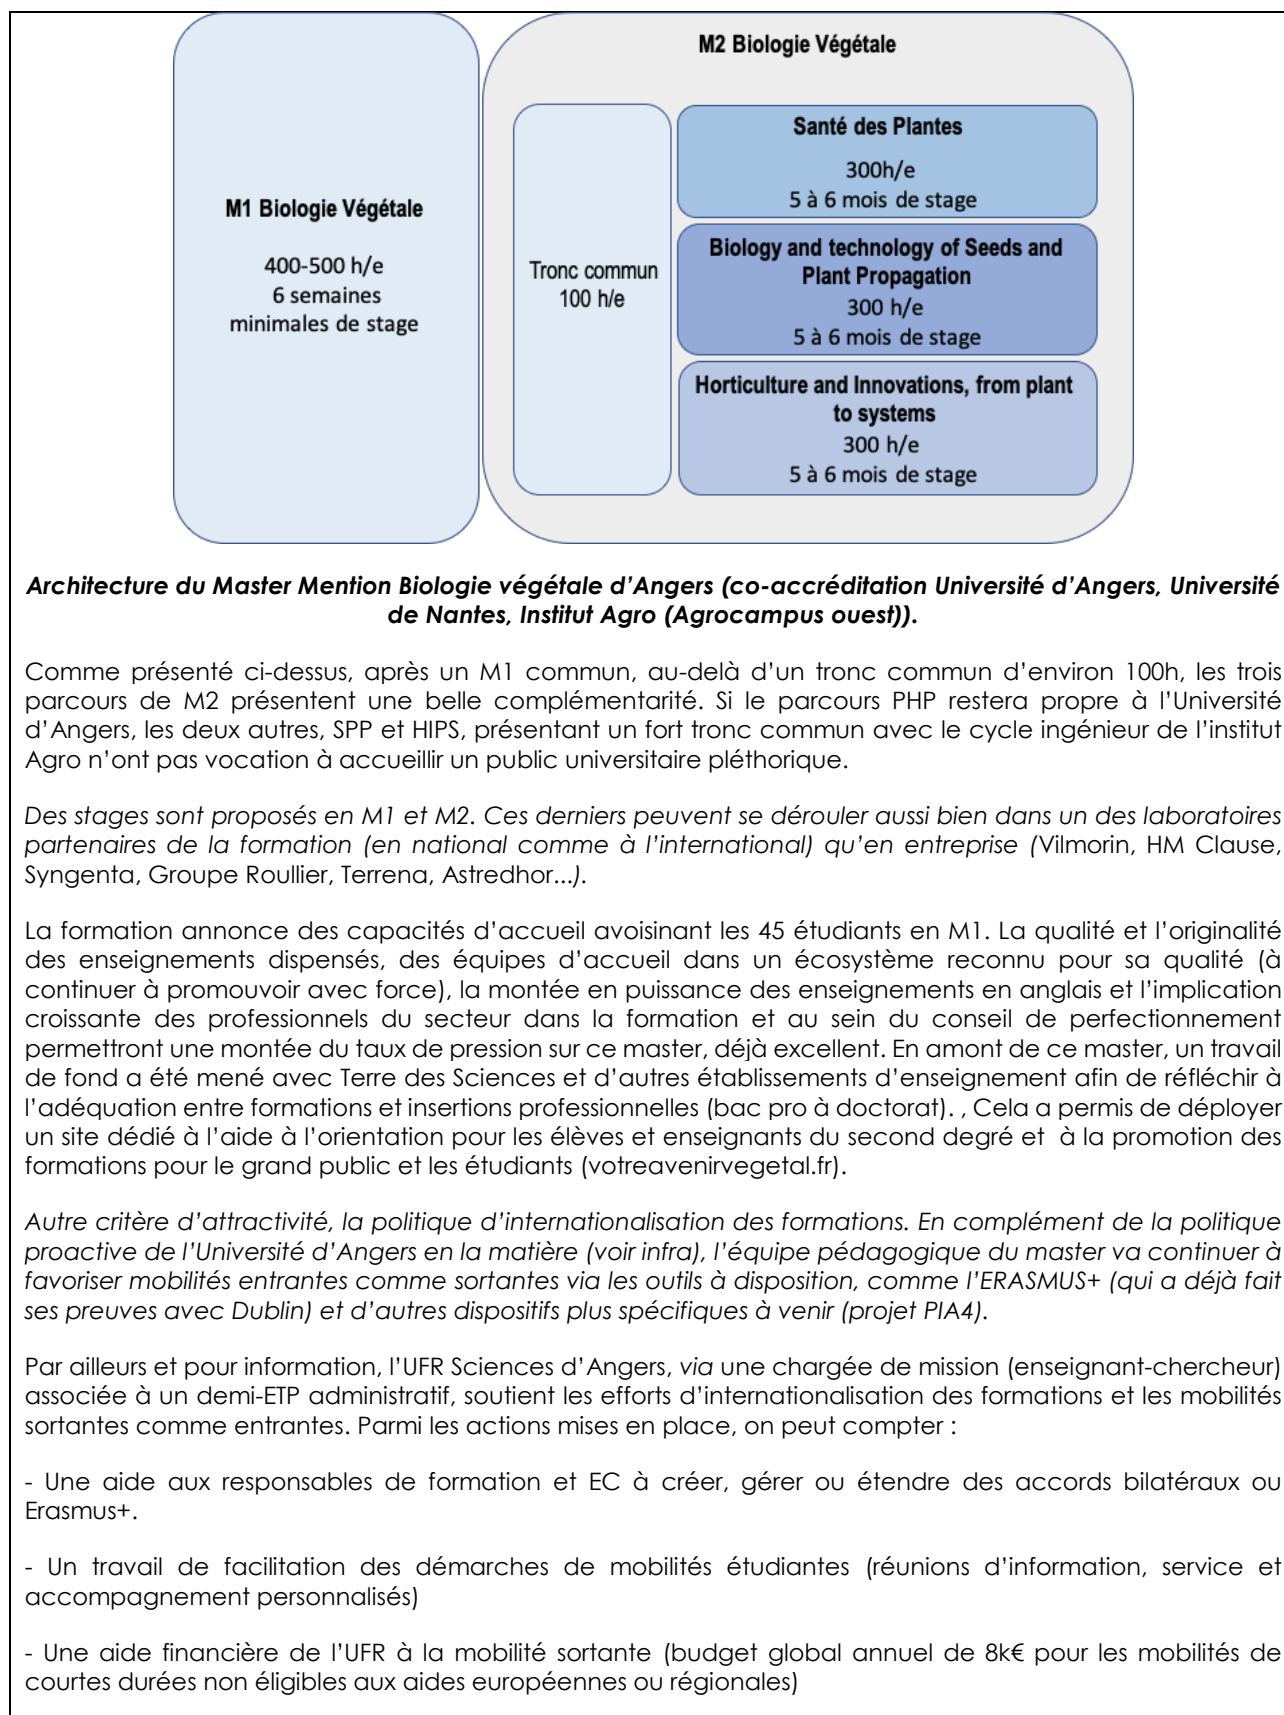 M2 Biologie Végétale
M1 Biologie Végétale
400-500 h/e
6 semaines
minimales de stage
Tronc commun
100 h/e
Santé des Plantes
300h/e
5 à 6 mois de stage
Biology and technology of Seeds and
Plant Propagation
300 h/e
5 à 6 mois de stage
Horticulture and Innovations, from plant
to systems
300 h/e
5 à 6 mois de stage
Architecture du Master Mention Biologie végétale d'Angers (co-accréditation Université d'Angers, Université
de Nantes, Institut Agro (Agrocampus ouest)).
Comme présenté ci-dessus, après un M1 commun, au-delà d'un tronc commun d'environ 100h, les trois
parcours de M2 présentent une belle complémentarité. Si le parcours PHP restera propre à l'Université
d'Angers, les deux autres, SPP et HIPS, présentant un fort tronc commun avec le cycle ingénieur de l'institut
Agro n'ont pas vocation à accueillir un public universitaire pléthorique.
Des stages sont proposés en M1 et M2. Ces derniers peuvent se dérouler aussi bien dans un des laboratoires
partenaires de la formation (en national comme à l'international) qu'en entreprise (Vilmorin, HM Clause,
Syngenta, Groupe Roullier, Terrena, Astredhor...).
La formation annonce des capacités d'accueil avoisinant les 45 étudiants en M1. La qualité et l'originalité
des enseignements dispensés, des équipes d'accueil dans un écosystème reconnu pour sa qualité (à
continuer à promouvoir avec force), la montée en puissance des enseignements en anglais et l'implication
croissante des professionnels du secteur dans la formation et au sein du conseil de perfectionnement
permettront une montée du taux de pression sur ce master, déjà excellent. En amont de ce master, un travail
de fond a été mené avec Terre des Sciences et d'autres établissements d'enseignement afin de réfléchir à
l'adéquation entre formations et insertions professionnelles (bac pro à doctorat). , Cela a permis de déployer
un site dédié à l'aide à l'orientation pour les élèves et enseignants du second degré et à la promotion des
formations pour le grand public et les étudiants (votreavenirvegetal.fr).
Autre critère d'attractivité, la politique d'internationalisation des formations. En complément de la politique
proactive de l'Université d'Angers en la matière (voir infra), l'équipe pédagogique du master va continuer à
favoriser mobilités entrantes comme sortantes via les outils à disposition, comme l'ERASMUS+ (qui a déjà fait
ses preuves avec Dublin) et d'autres dispositifs plus spécifiques à venir (projet PIA4).
Par ailleurs et pour information, l'UFR Sciences d'Angers, via une chargée de mission (enseignant-chercheur)
associée à un demi-ETP administratif, soutient les efforts d'internationalisation des formations et les mobilités
sortantes comme entrantes. Parmi les actions mises en place, on peut compter :
- Une aide aux responsables de formation et EC à créer, gérer ou étendre des accords bilatéraux ou
Erasmus+.
- Un travail de facilitation des démarches de mobilités étudiantes (réunions d'information, service et
accompagnement personnalisés)
- Une aide financière de l'UFR à la mobilité sortante (budget global annuel de 8k€ pour les mobilités de
courtes durées non éligibles aux aides européennes ou régionales)